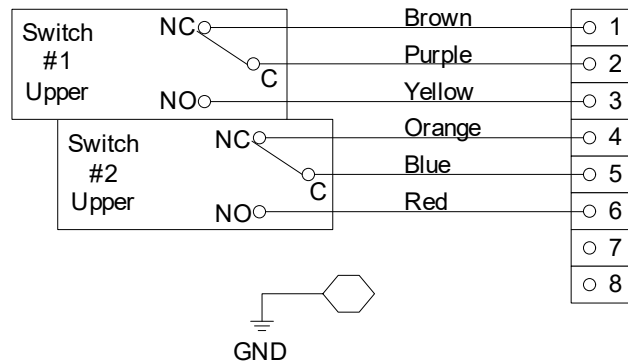 Switch
#1
Upper
NC
C
NO
Switch
#2
Upper
NC
C
NO
Brown
Purple
Yellow
Orange
Blue
Red
1
2
3
4
5
6
7
8
GND